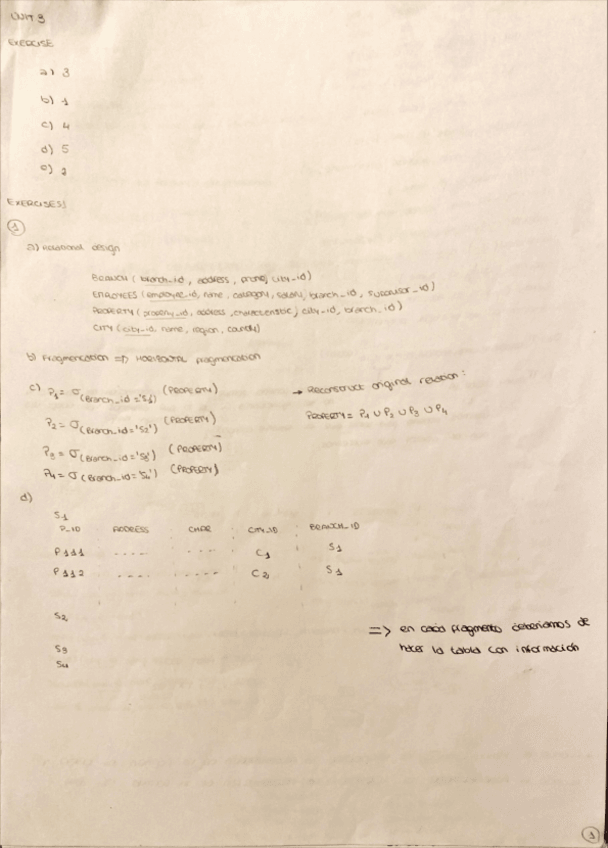 UNIT 3
EXERCISE
a) 3
b) 1
c) 4
d) 5
e) 2
EXERCISES!
1
a) Relational design
BRANCH ( branch_id, address, phone, city_id)
EMPLOYEES (employee_id, name, category, salary, branch_id, supervisor_id)
PROPERTY (property_id, address, characteristic, city_id, branch_id)
CITY (city_id, name, region, country)
b) Fragmentation => HORIZONTAL fragmentation
c) P1 = σ (Branch_id = 'S1') (PROPERTY) → Reconstruct original relation:
P2 = σ (Branch_id = 'S2') (PROPERTY) PROPERTY = P1 ∪ P2 ∪ P3 ∪ P4
P3 = σ (Branch_id = 'S3') (PROPERTY)
P4 = σ (Branch_id = 'S4') (PROPERTY)
d)
S1
P_ID ADDRESS CHAR CITY_ID BRANCH_ID
P111 ---- ---- C1 S1
P112 ---- ----- C2 S1
S2
=> en cada fragmento deberíamos de
hacer la tabla con información
S3
S4
1